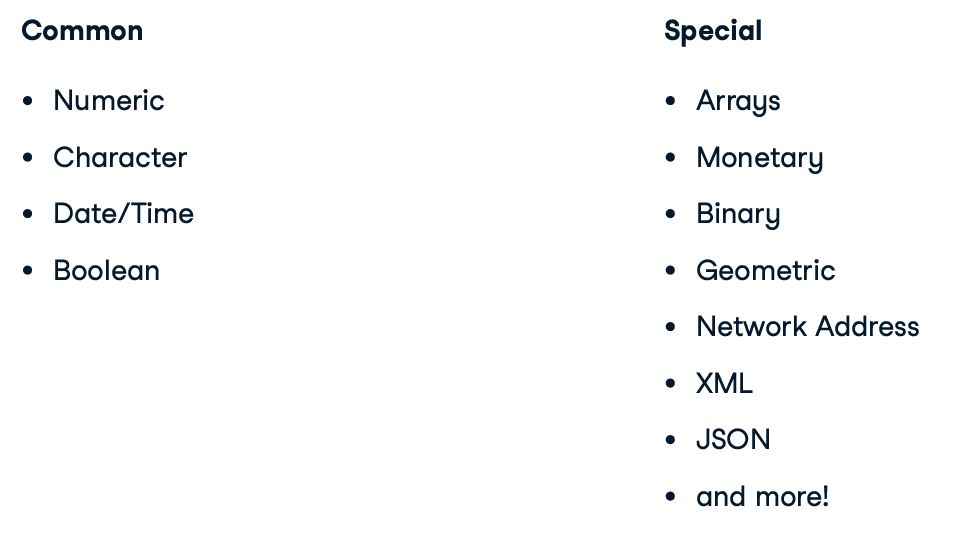 Common
• Numeric
• Character
• Date/Time
• Boolean
Special
• Arrays
• Monetary
• Binary
• Geometric
• Network Address
• XML
• JSON
• and more!